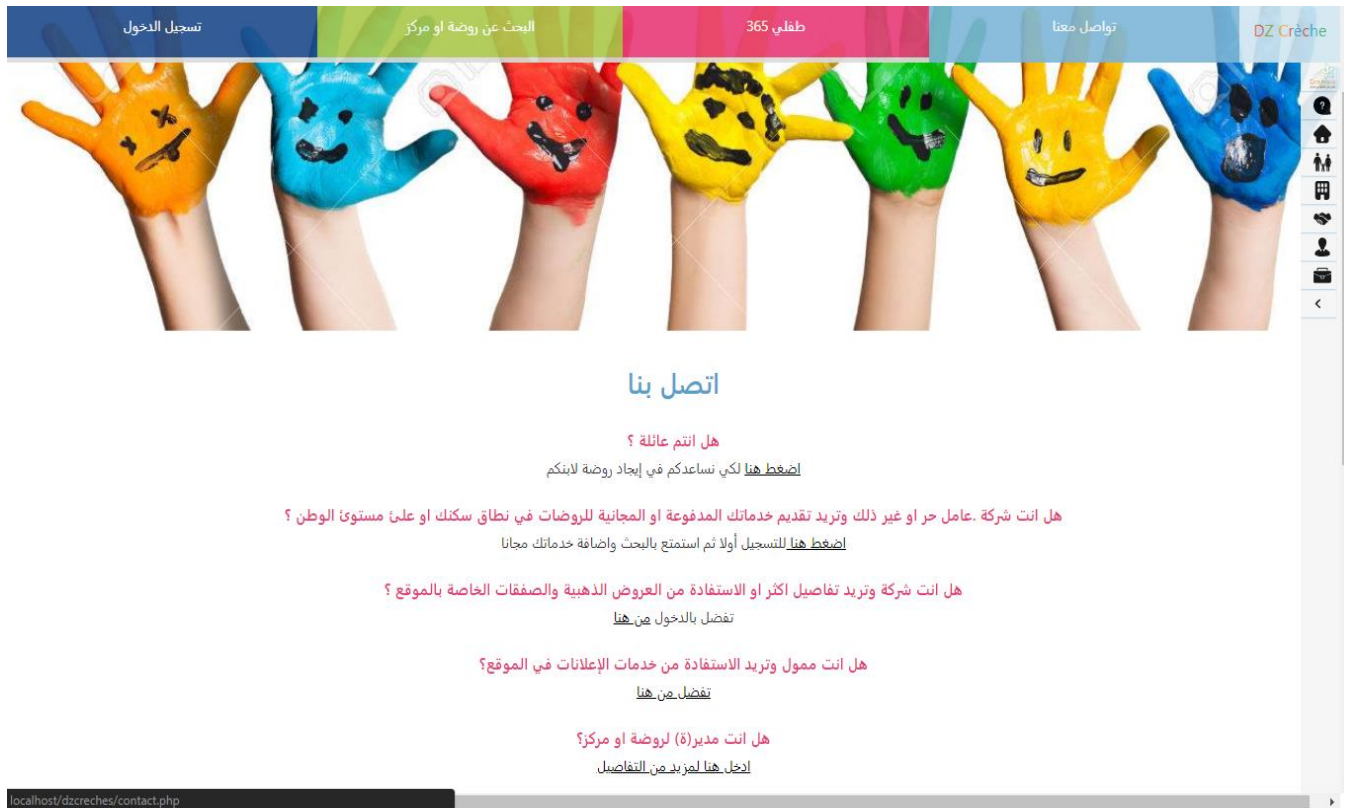 DZ Crèche
تواصل معنا
طفلي 365
البحث عن روضة او مركز
تسجيل الدخول
اتصل بنا
هل انتم عائلة ؟
اضغط هنا لكي نساعدكم في إيجاد روضة لابنكم
هل انت شركة .عامل حر او غير ذلك وتريد تقديم خدماتك المدفوعة او المجانية للروضات في نطاق سكنك او على مستوى الوطن ؟
اضغط هنا للتسجيل أولا ثم استمتع بالبحث واضافة خدماتك مجانا
هل انت شركة وتريد تفاصيل اكثر او الاستفادة من العروض الذهبية والصفقات الخاصة بالموقع ؟
تفضل بالدخول من هنا
هل انت ممول وتريد الاستفادة من خدمات الإعلانات في الموقع؟
تفضل من هنا
هل انت مدير(ة) لروضة او مركز؟
ادخل هنا لمزيد من التفاصيل
localhost/dzcreches/contact.php